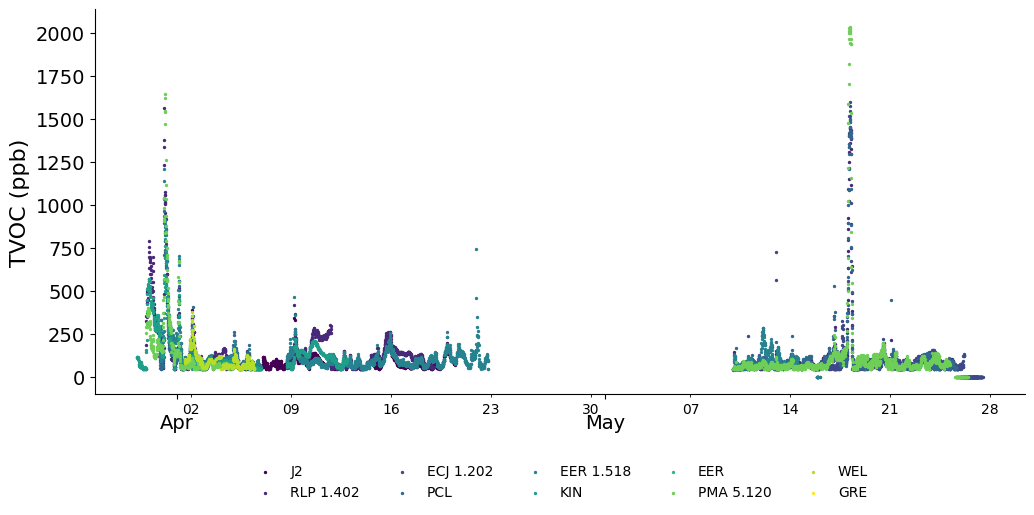 2000
1750
1500
1250
1000
750
500
250
0
TVOC (ppb)
02 09 16 23 30 07 14 21 28
Apr May
J2 ECJ 1.202 EER 1.518 EER WEL
RLP 1.402 PCL KIN PMA 5.120 GRE